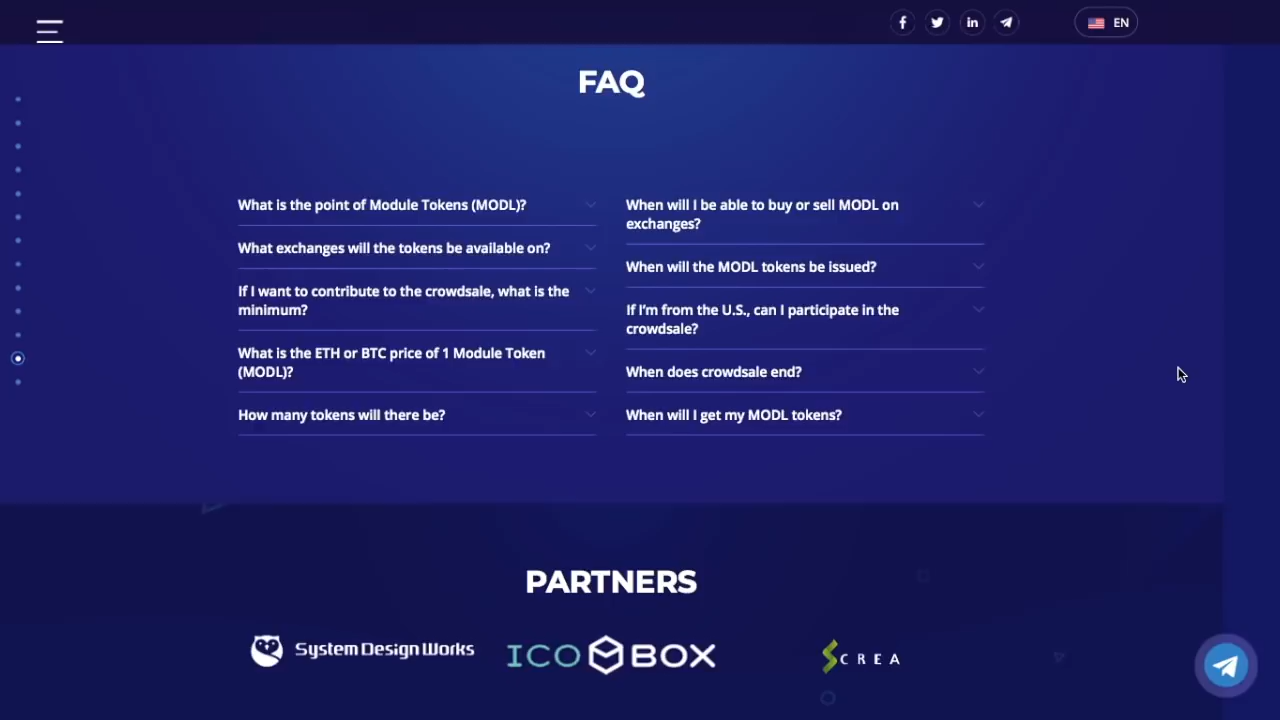 EN
FAQ
What is the point of Module Tokens (MODL)?
What exchanges will the tokens be available on?
If I want to contribute to the crowdsale, what is the
minimum?
What is the ETH or BTC price of 1 Module Token
(MODL)?
How many tokens will there be?
When will I be able to buy or sell MODL on
exchanges?
When will the MODL tokens be issued?
If I'm from the U.S., can I participate in the
crowdsale?
When does crowdsale end?
When will I get my MODL tokens?
PARTNERS
System Design Works
ICO BOX
CREA